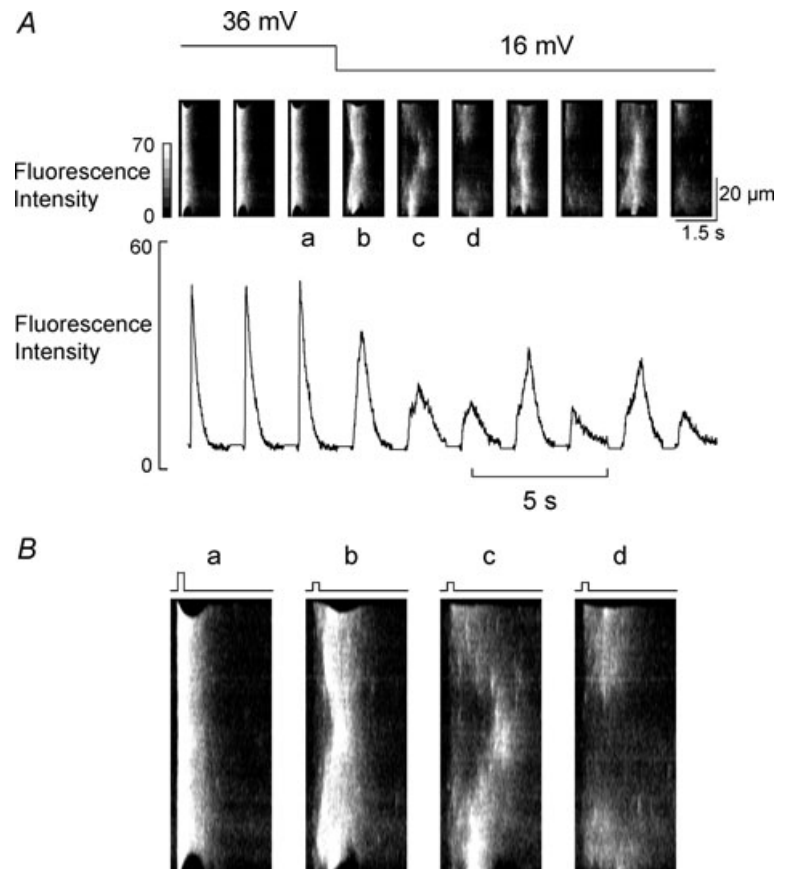 A
36 mV
16 mV
70
Fluorescence
Intensity
0
20 µm
1.5 s
a b c d
60
Fluorescence
Intensity
0
5 s
B
a b c d